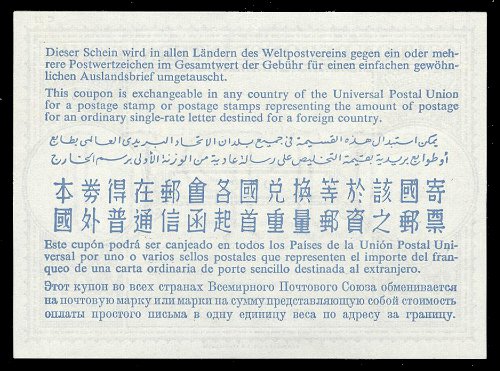 Dieser Schein wird in allen Ländern des Weltpostvereins gegen ein oder meh-
rere Postwertzeichen im Gesamtwert der Gebühr für einen einfachen gewöhn-
lichen Auslandsbrief umgetauscht.
This coupon is exchangeable in any country of the Universal Postal Union
for a postage stamp or postage stamps representing the amount of postage
for an ordinary single-rate letter destined for a foreign country.
يمكن استبدال هذه القسيمة في جميع بلدان الاتحاد البريدى العالمى بطابع
أو طوابع بريدية بقيمة التخليص على رسالة عادية من الوزنة الأولى برسم الخارج
本券得在郵會各國兌換等於該國寄
國外普通信函起首重量郵資之郵票
Este cupón podrá ser canjeado en todos los Países de la Unión Postal Uni-
versal por uno o varios sellos postales que representen el importe del fran-
queo de una carta ordinaria de porte sencillo destinada al extranjero.
Этот купон во всех странах Всемирного Почтового Союза обменивается
на почтовую марку или марки на сумму представляющую собой стоимость
оплаты простого письма в одну единицу веса по адресу за границу.